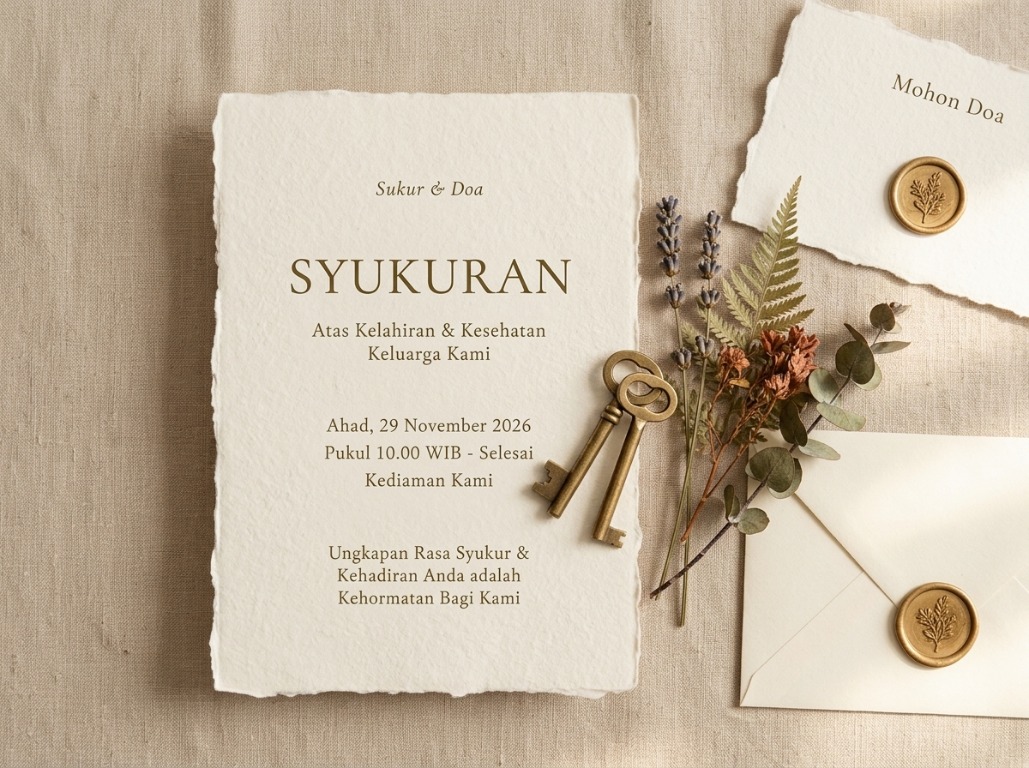 Sukur & Doa
SYUKURAN
Atas Kelahiran & Kesehatan
Keluarga Kami
Ahad, 29 November 2026
Pukul 10.00 WIB - Selesai
Kediaman Kami
Ungkapan Rasa Syukur &
Kehadiran Anda adalah
Kehormatan Bagi Kami
Mohon Doa